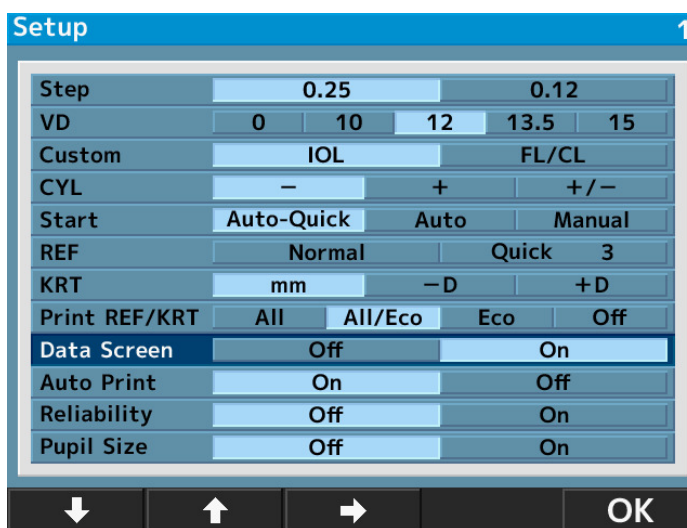 Setup 1
Step 0.25 0.12
VD 0 10 12 13.5 15
Custom IOL FL/CL
CYL − + +/−
Start Auto-Quick Auto Manual
REF Normal Quick 3
KRT mm −D +D
Print REF/KRT All All/Eco Eco Off
Data Screen Off On
Auto Print On Off
Reliability Off On
Pupil Size Off On
OK